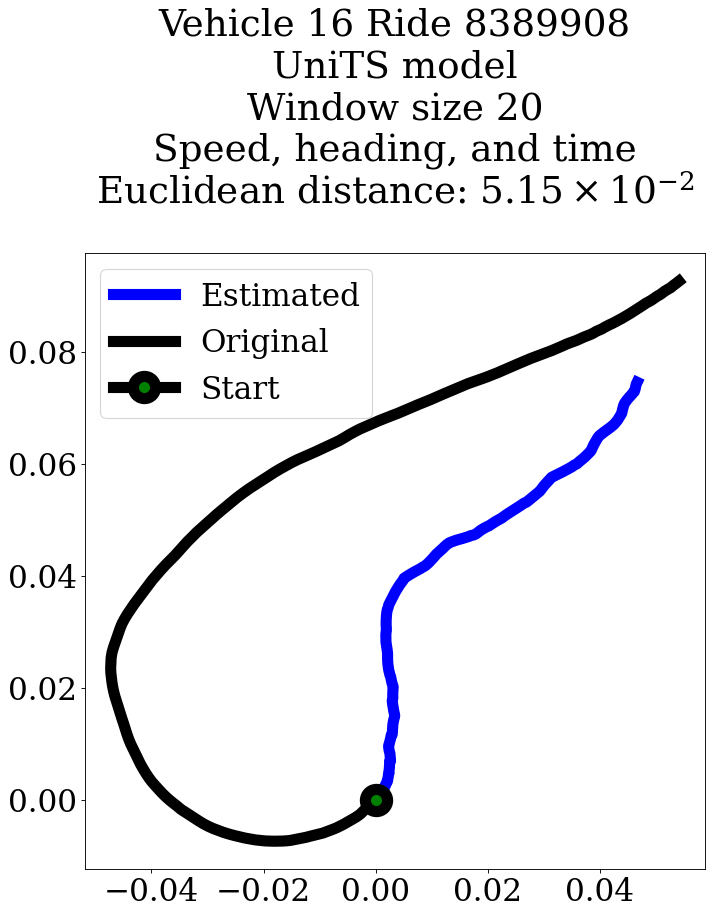 Vehicle 16 Ride 8389908
UniTS model
Window size 20
Speed, heading, and time
Euclidean distance: 5.15 × 10⁻²
Estimated
Original
Start
0.08
0.06
0.04
0.02
0.00
−0.04 −0.02 0.00 0.02 0.04